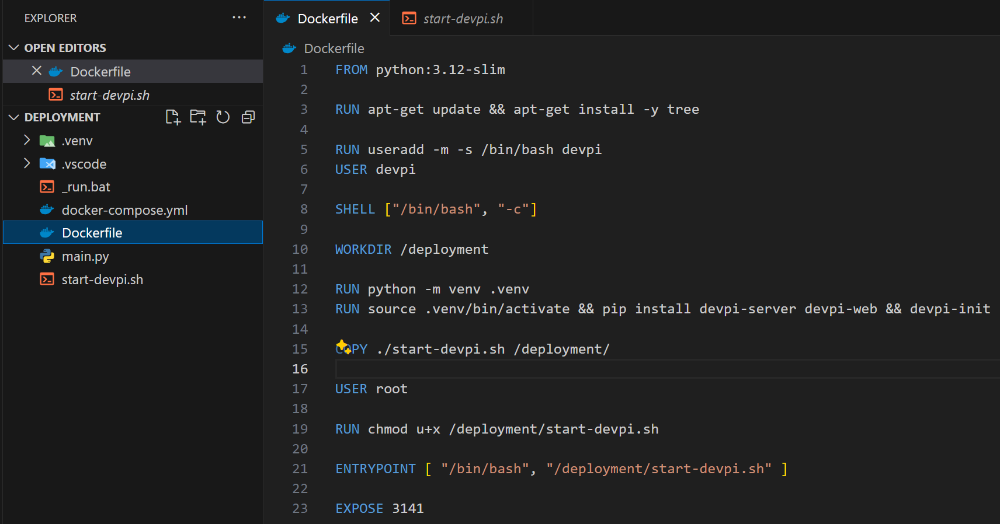 EXPLORER
OPEN EDITORS
Dockerfile
start-devpi.sh
DEPLOYMENT
.venv
.vscode
_run.bat
docker-compose.yml
Dockerfile
main.py
start-devpi.sh
Dockerfile
start-devpi.sh
Dockerfile
1 FROM python:3.12-slim
2
3 RUN apt-get update && apt-get install -y tree
4
5 RUN useradd -m -s /bin/bash devpi
6 USER devpi
7
8 SHELL ["/bin/bash", "-c"]
9
10 WORKDIR /deployment
11
12 RUN python -m venv .venv
13 RUN source .venv/bin/activate && pip install devpi-server devpi-web && devpi-init
14
15 COPY ./start-devpi.sh /deployment/
16
17 USER root
18
19 RUN chmod u+x /deployment/start-devpi.sh
20
21 ENTRYPOINT [ "/bin/bash", "/deployment/start-devpi.sh" ]
22
23 EXPOSE 3141